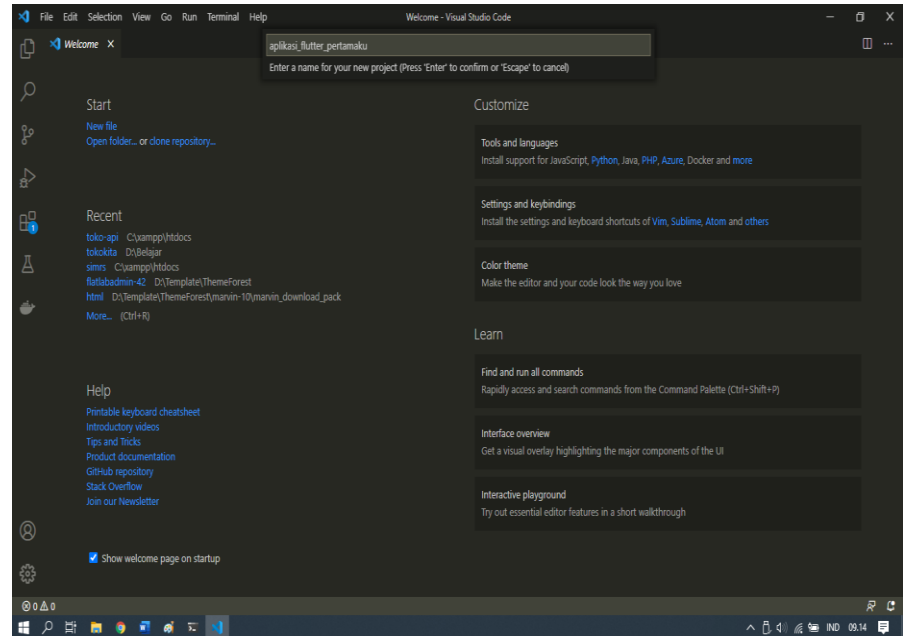 File Edit Selection View Go Run Terminal Help
Welcome - Visual Studio Code
Welcome
aplikasi_flutter_pertamaku
Enter a name for your new project (Press 'Enter' to confirm or 'Escape' to cancel)
Start
New file
Open folder... or clone repository...
Recent
toko-api C:\xampp\htdocs
tokokita D:\Belajar
simrs C:\xampp\htdocs
flatlabadmin-42 D:\Template\ThemeForest
html D:\Template\ThemeForest\marvin-10\marvin_download_pack
More... (Ctrl+R)
Help
Printable keyboard cheatsheet
Introductory videos
Tips and Tricks
Product documentation
GitHub repository
Stack Overflow
Join our Newsletter
Show welcome page on startup
Customize
Tools and languages
Install support for JavaScript, Python, Java, PHP, Azure, Docker and more
Settings and keybindings
Install the settings and keyboard shortcuts of Vim, Sublime, Atom and others
Color theme
Make the editor and your code look the way you love
Learn
Find and run all commands
Rapidly access and search commands from the Command Palette (Ctrl+Shift+P)
Interface overview
Get a visual overlay highlighting the major components of the UI
Interactive playground
Try out essential editor features in a short walkthrough
1
0 0
IND 09.14